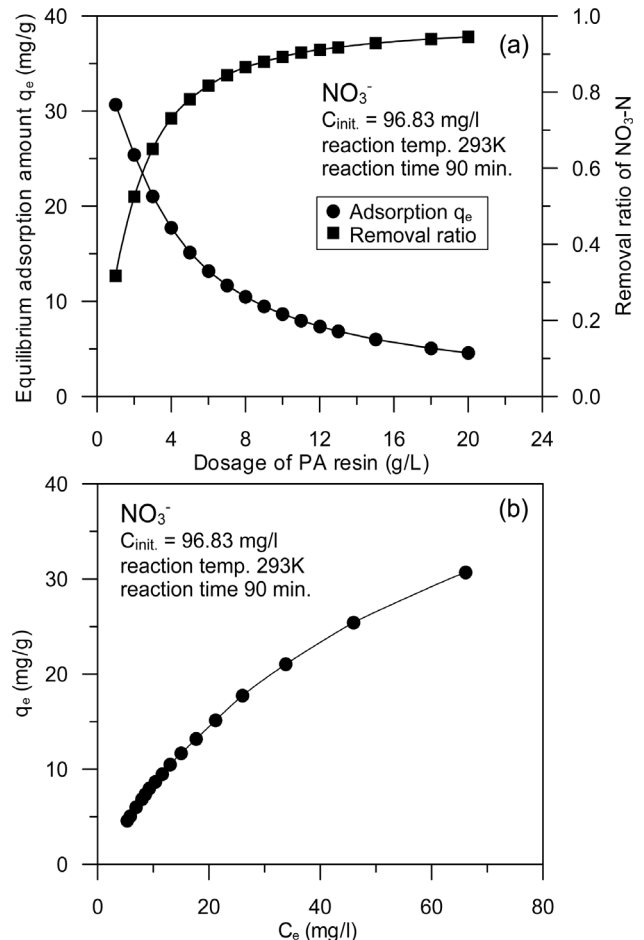 (a)
NO₃⁻
C_init. = 96.83 mg/l
reaction temp. 293K
reaction time 90 min.
Adsorption qₑ
Removal ratio
Equilibrium adsorption amount qₑ (mg/g)
40
30
20
10
0
Removal ratio of NO₃-N
1.0
0.8
0.6
0.4
0.2
0.0
0 4 8 12 16 20 24
Dosage of PA resin (g/L)
(b)
NO₃⁻
C_init. = 96.83 mg/l
reaction temp. 293K
reaction time 90 min.
qₑ (mg/g)
40
30
20
10
0
0 20 40 60 80
Cₑ (mg/l)